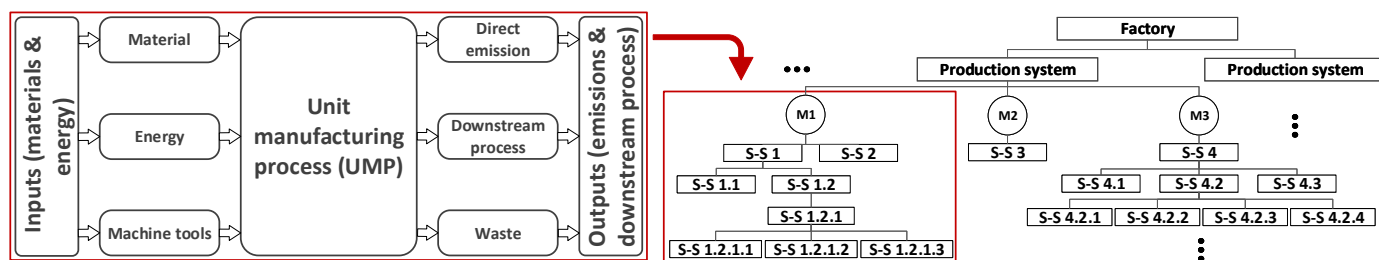 Inputs (materials &
energy)
Material
Energy
Machine tools
Unit
manufacturing
process (UMP)
Direct
emission
Downstream
process
Waste
Outputs (emissions &
downstream process)
Factory
Production system
Production system
M1
M2
M3
S-S 1
S-S 2
S-S 3
S-S 4
S-S 1.1
S-S 1.2
S-S 4.1
S-S 4.2
S-S 4.3
S-S 1.2.1
S-S 4.2.1
S-S 4.2.2
S-S 4.2.3
S-S 4.2.4
S-S 1.2.1.1
S-S 1.2.1.2
S-S 1.2.1.3